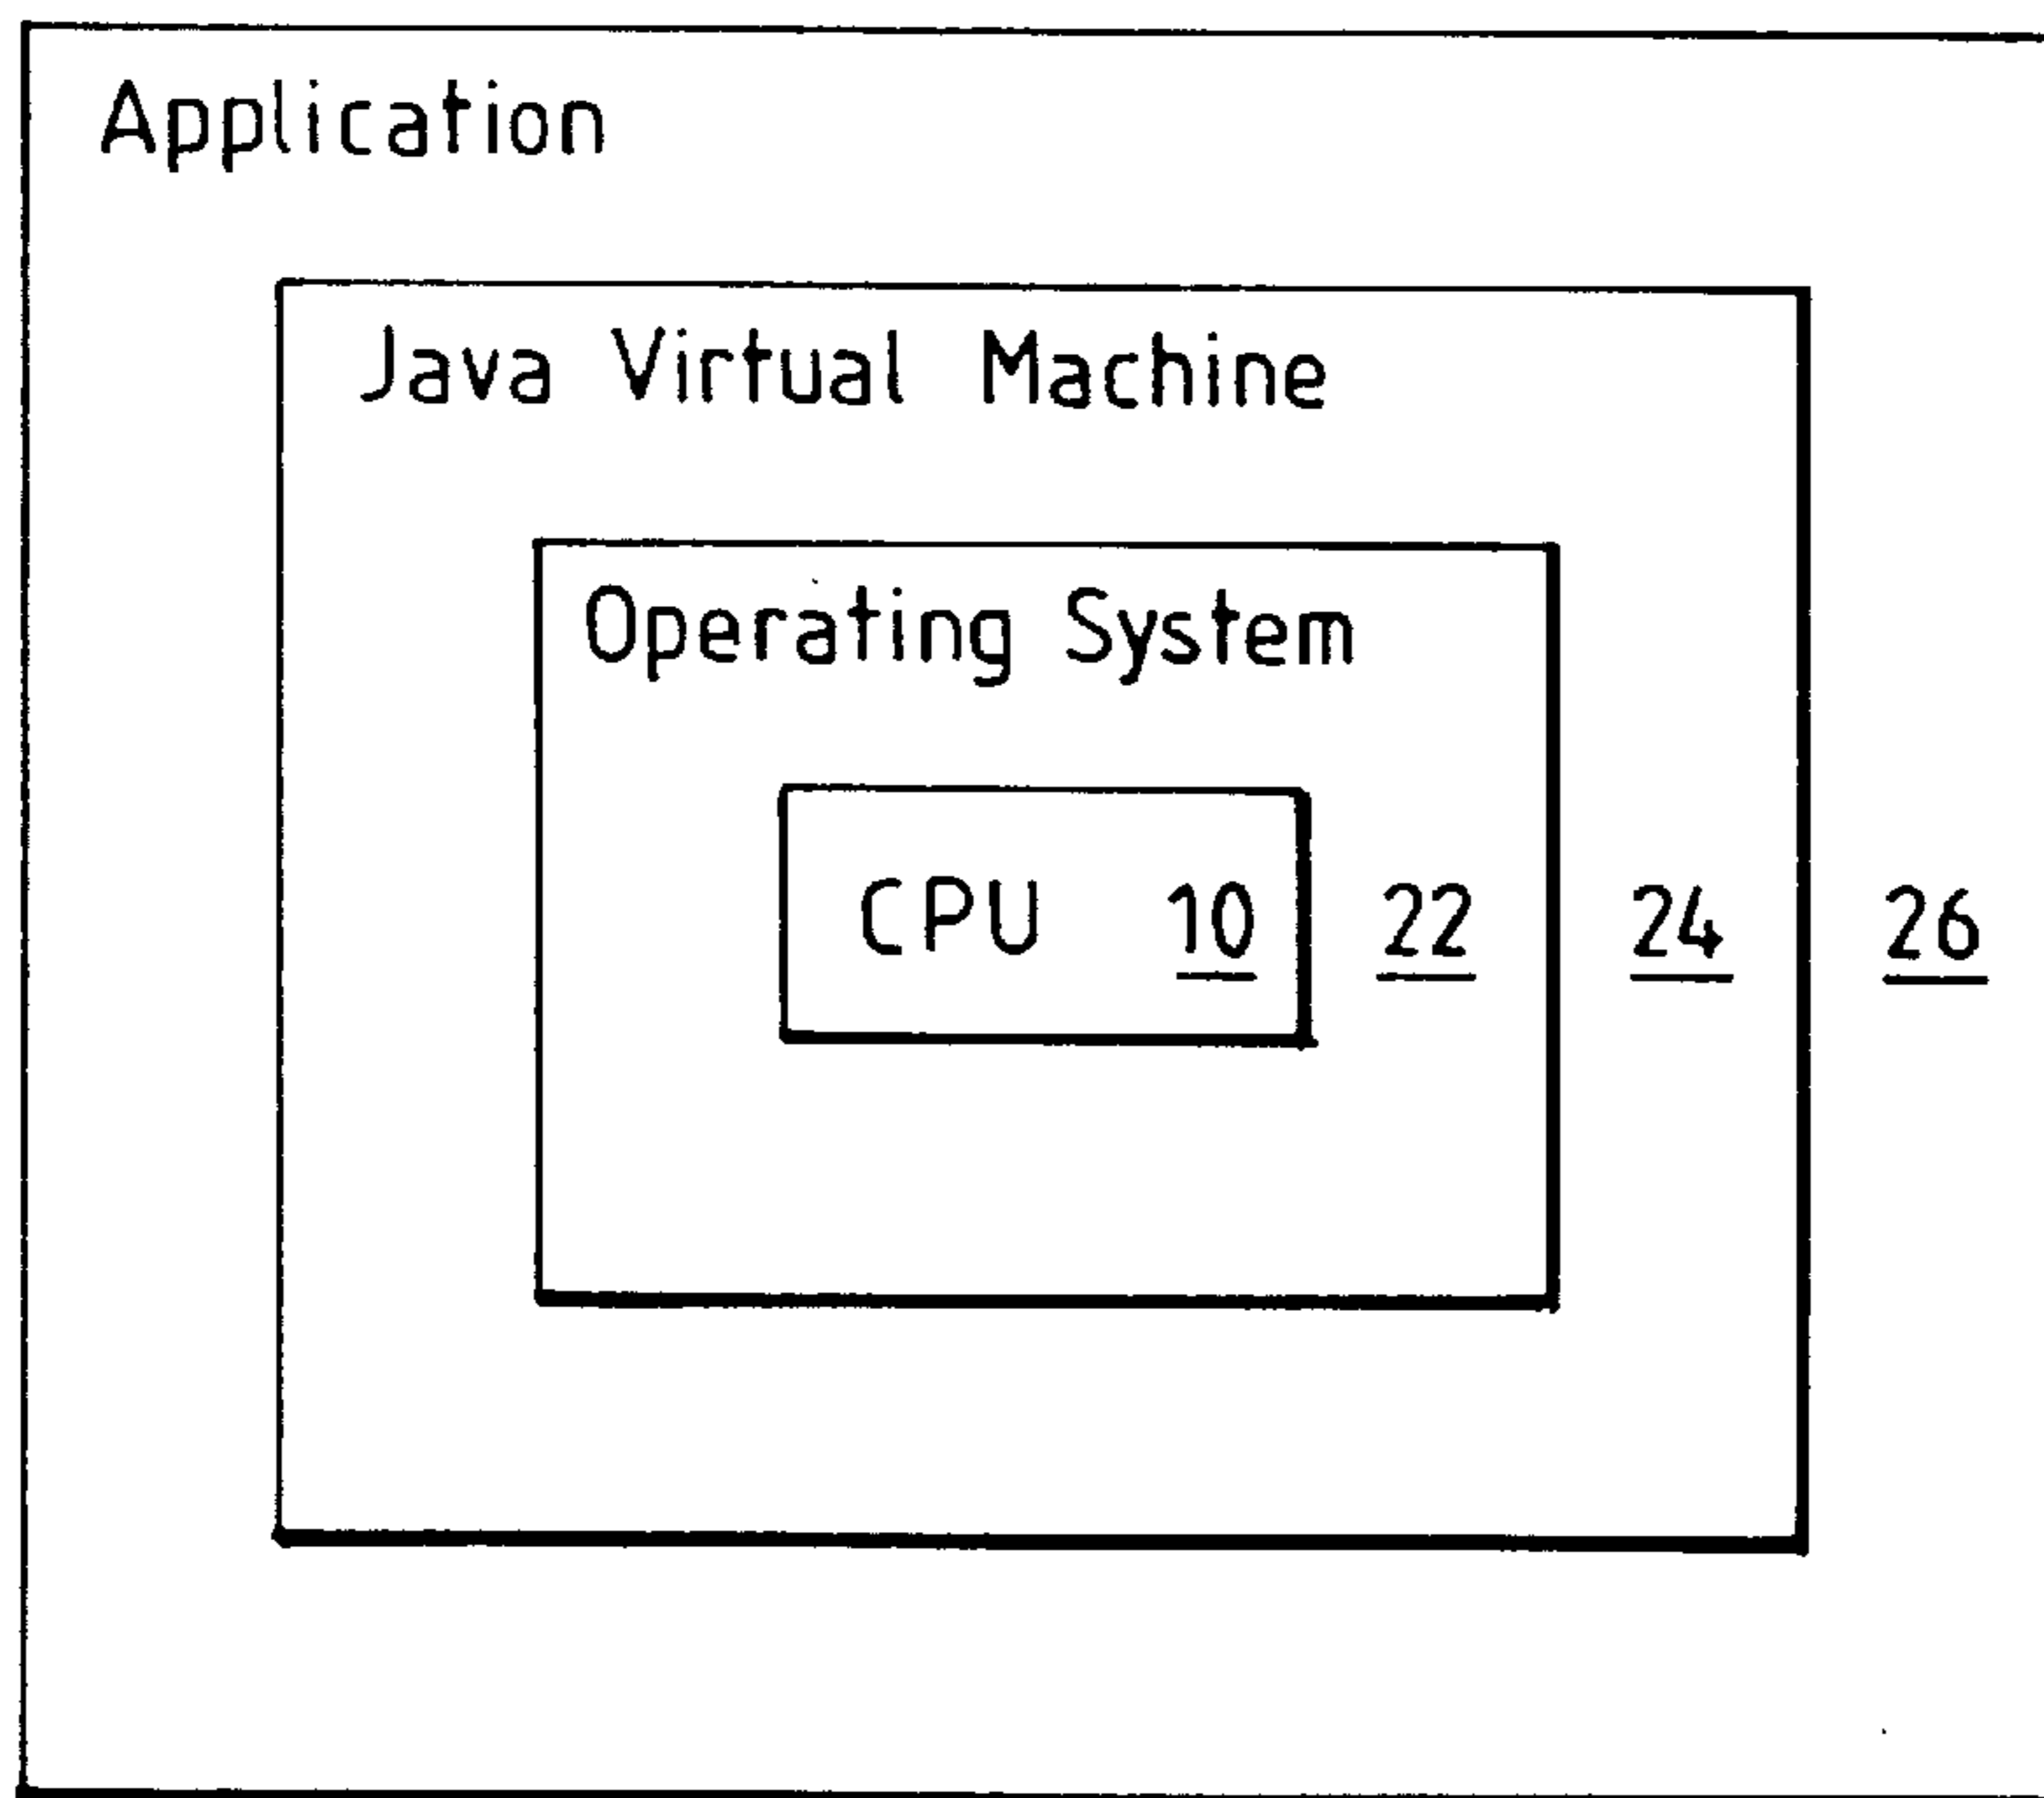 Application
Java Virtual Machine
Operating System
CPU 10 22 24 26